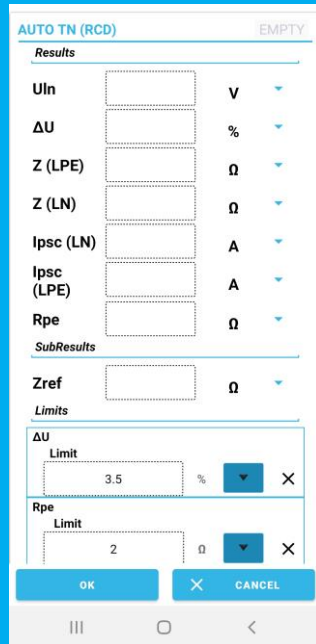 AUTO TN (RCD) EMPTY
Results
Uln V
ΔU %
Z (LPE) Ω
Z (LN) Ω
Ipsc (LN) A
Ipsc
(LPE) A
Rpe Ω
SubResults
Zref Ω
Limits
ΔU
Limit
3.5 %
Rpe
Limit
2 Ω
OK CANCEL